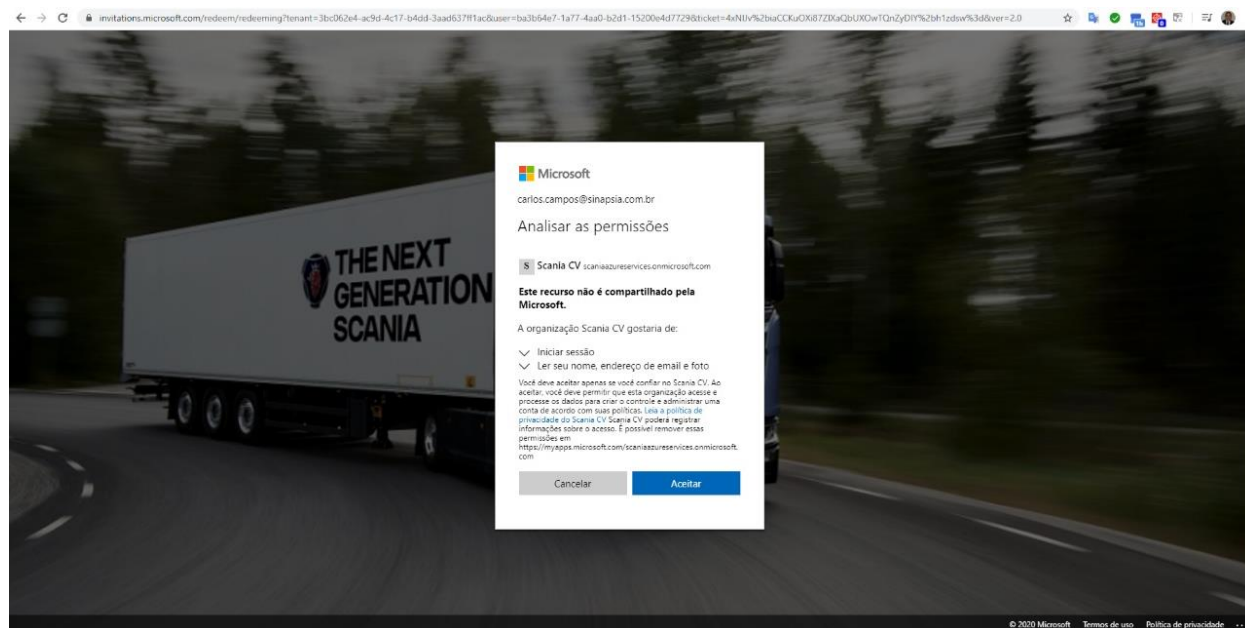 invitations.microsoft.com/redeem/redeeming?tenant=3bc062e4-ac9d-4c17-b4dd-3aad637ff1ac&user=ba3b64e7-1a77-4aa0-b2d1-15200e4d7729&ticket=4xNIJv%2biaCCKuOXi87ZlXaQbUXOwTQnZyDIY%2bh1zdsw%3d&ver=2.0
THE NEXT
GENERATION
SCANIA
Microsoft
carlos.campos@sinapsia.com.br
Analisar as permissões
S Scania CV scaniaazureservices.onmicrosoft.com
Este recurso não é compartilhado pela
Microsoft.
A organização Scania CV gostaria de:
Iniciar sessão
Ler seu nome, endereço de email e foto
Você deve aceitar apenas se você confiar no Scania CV. Ao
aceitar, você deve permitir que esta organização acesse e
processe os dados para criar o controle e administrar uma
conta de acordo com suas políticas. Leia a política de
privacidade do Scania CV Scania CV poderá registrar
informações sobre o acesso. É possível remover essas
permissões em
https://myapps.microsoft.com/scaniaazureservices.onmicrosoft.
com
Cancelar
Aceitar
© 2020 Microsoft Termos de uso Política de privacidade ...